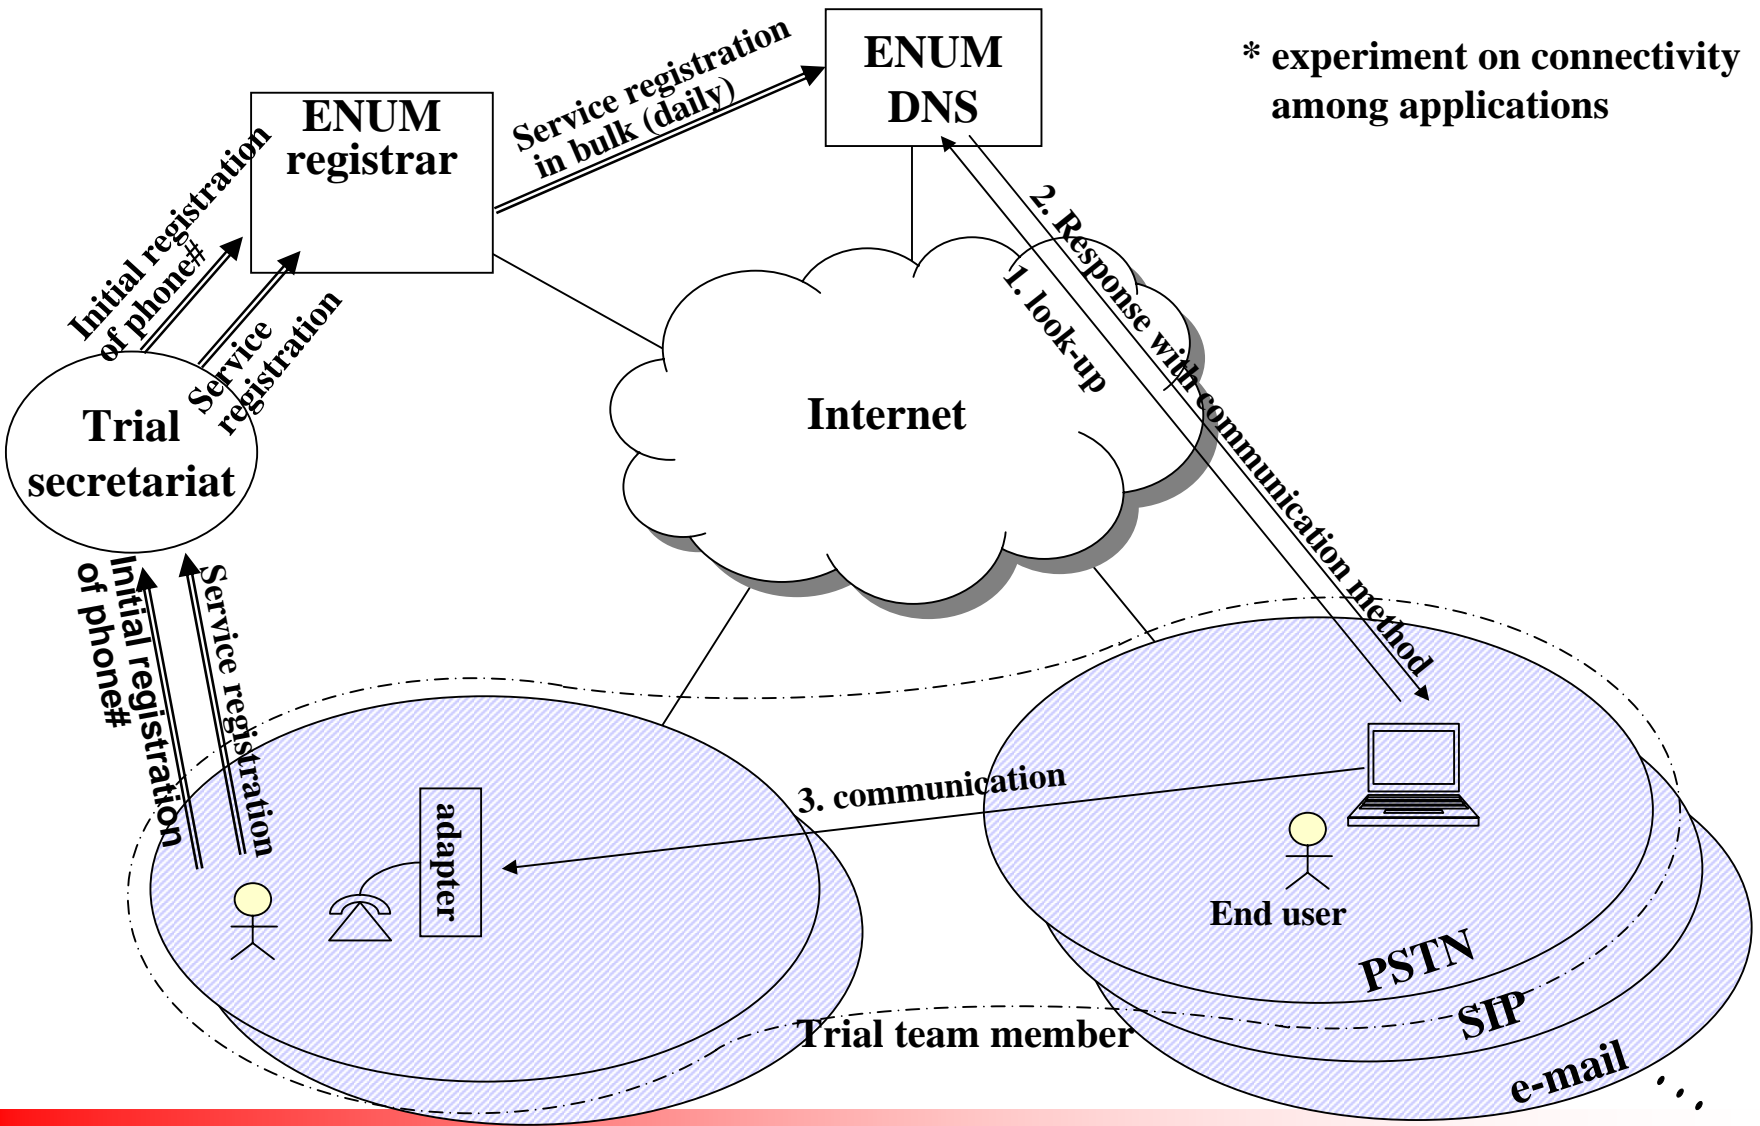 ENUM
registrar
Service registration
in bulk (daily)
ENUM
DNS
* experiment on connectivity
among applications
Initial registration
of phone#
Service
registration
Trial
secretariat
Internet
2. Response with communication method
1. look-up
Initial registration
of phone#
Service registration
3. communication
adapter
End user
PSTN
SIP
e-mail
...
Trial team member